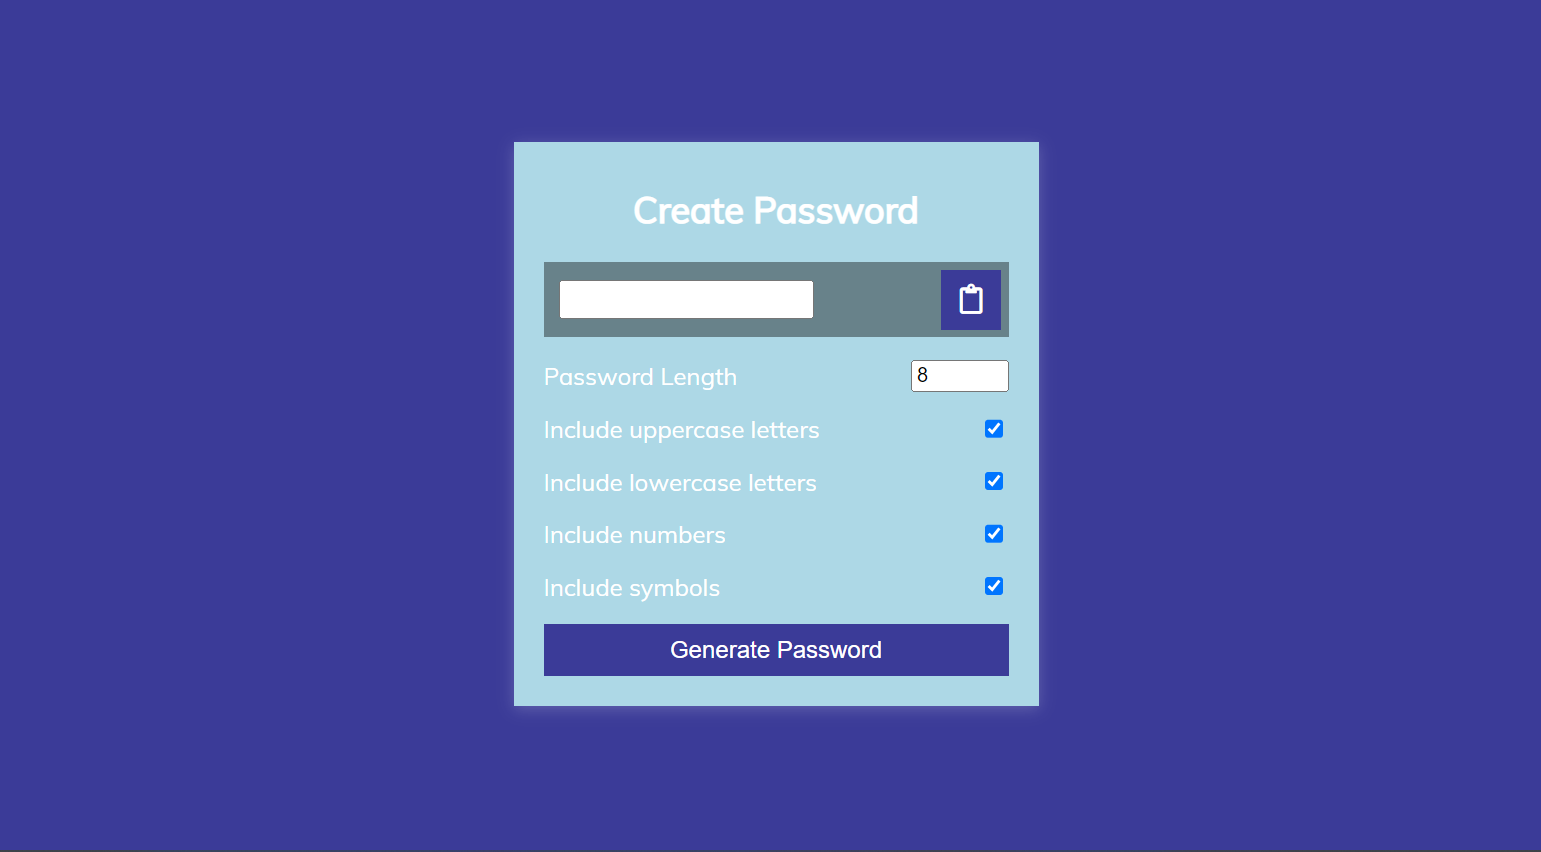 Create Password
Password Length 8
Include uppercase letters
Include lowercase letters
Include numbers
Include symbols
Generate Password